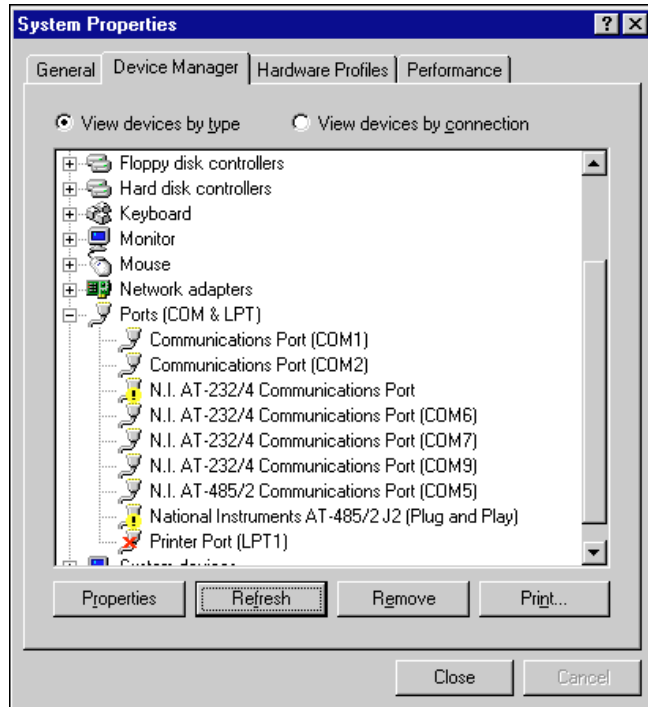 System Properties
General Device Manager Hardware Profiles Performance
View devices by type View devices by connection
Floppy disk controllers
Hard disk controllers
Keyboard
Monitor
Mouse
Network adapters
Ports (COM & LPT)
Communications Port (COM1)
Communications Port (COM2)
N.I. AT-232/4 Communications Port
N.I. AT-232/4 Communications Port (COM6)
N.I. AT-232/4 Communications Port (COM7)
N.I. AT-232/4 Communications Port (COM9)
N.I. AT-485/2 Communications Port (COM5)
National Instruments AT-485/2 J2 (Plug and Play)
Printer Port (LPT1)
System devices
Properties Refresh Remove Print...
Close Cancel